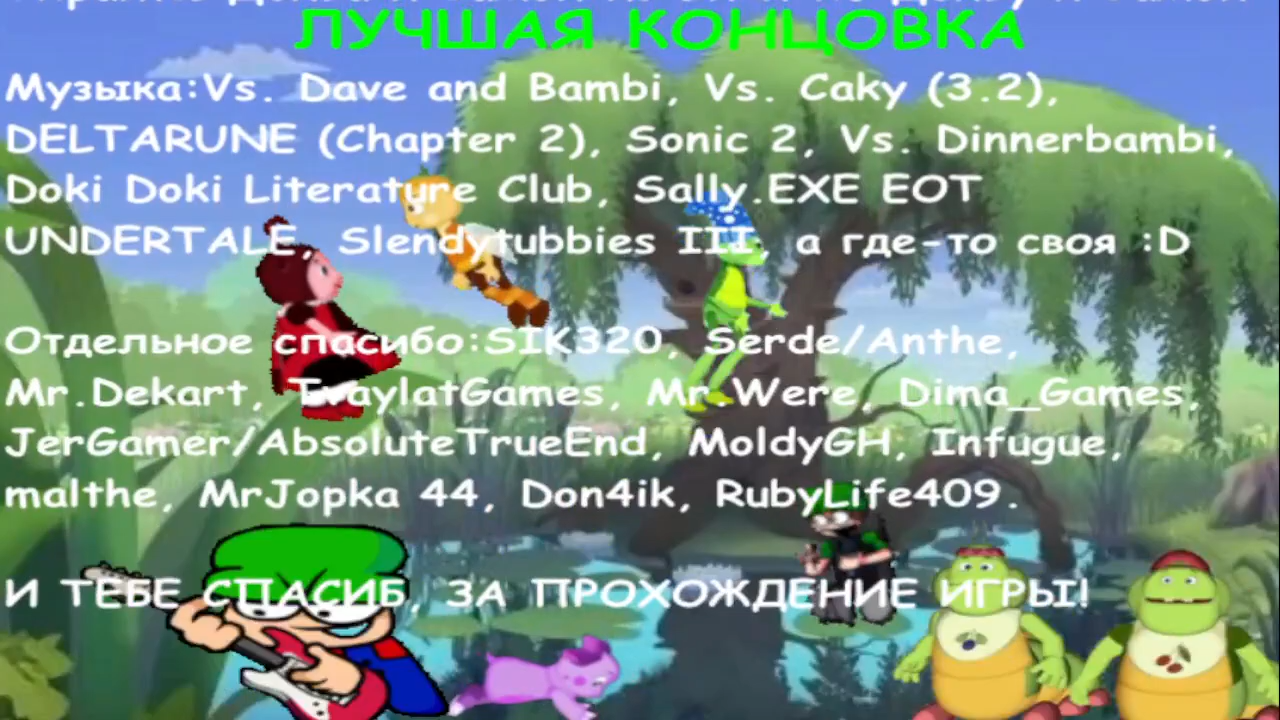 ЛУЧШАЯ КОНЦОВКА
Музыка:Vs. Dave and Bambi, Vs. Caky (3.2),
DELTARUNE (Chapter 2), Sonic 2, Vs. Dinnerbambi,
Doki Doki Literature Club, Sally.EXE EOT
UNDERTALE, Slendytubbies III, а где-то своя :D
Отдельное спасибо:SIK320, Serde/Anthe,
Mr.Dekart, TraylatGames, Mr.Were, Dima_Games,
JerGamer/AbsoluteTrueEnd, MoldyGH, Infugue,
malthe, MrJopka 44, Don4ik, RubyLife409.
И ТЕБЕ СПАСИБ, ЗА ПРОХОЖДЕНИЕ ИГРЫ!